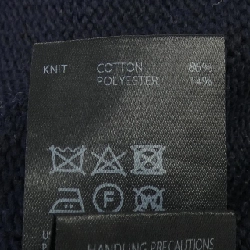 KNIT COTTON 86%
POLYESTER 14%
HANDLING PRECAUTIONS